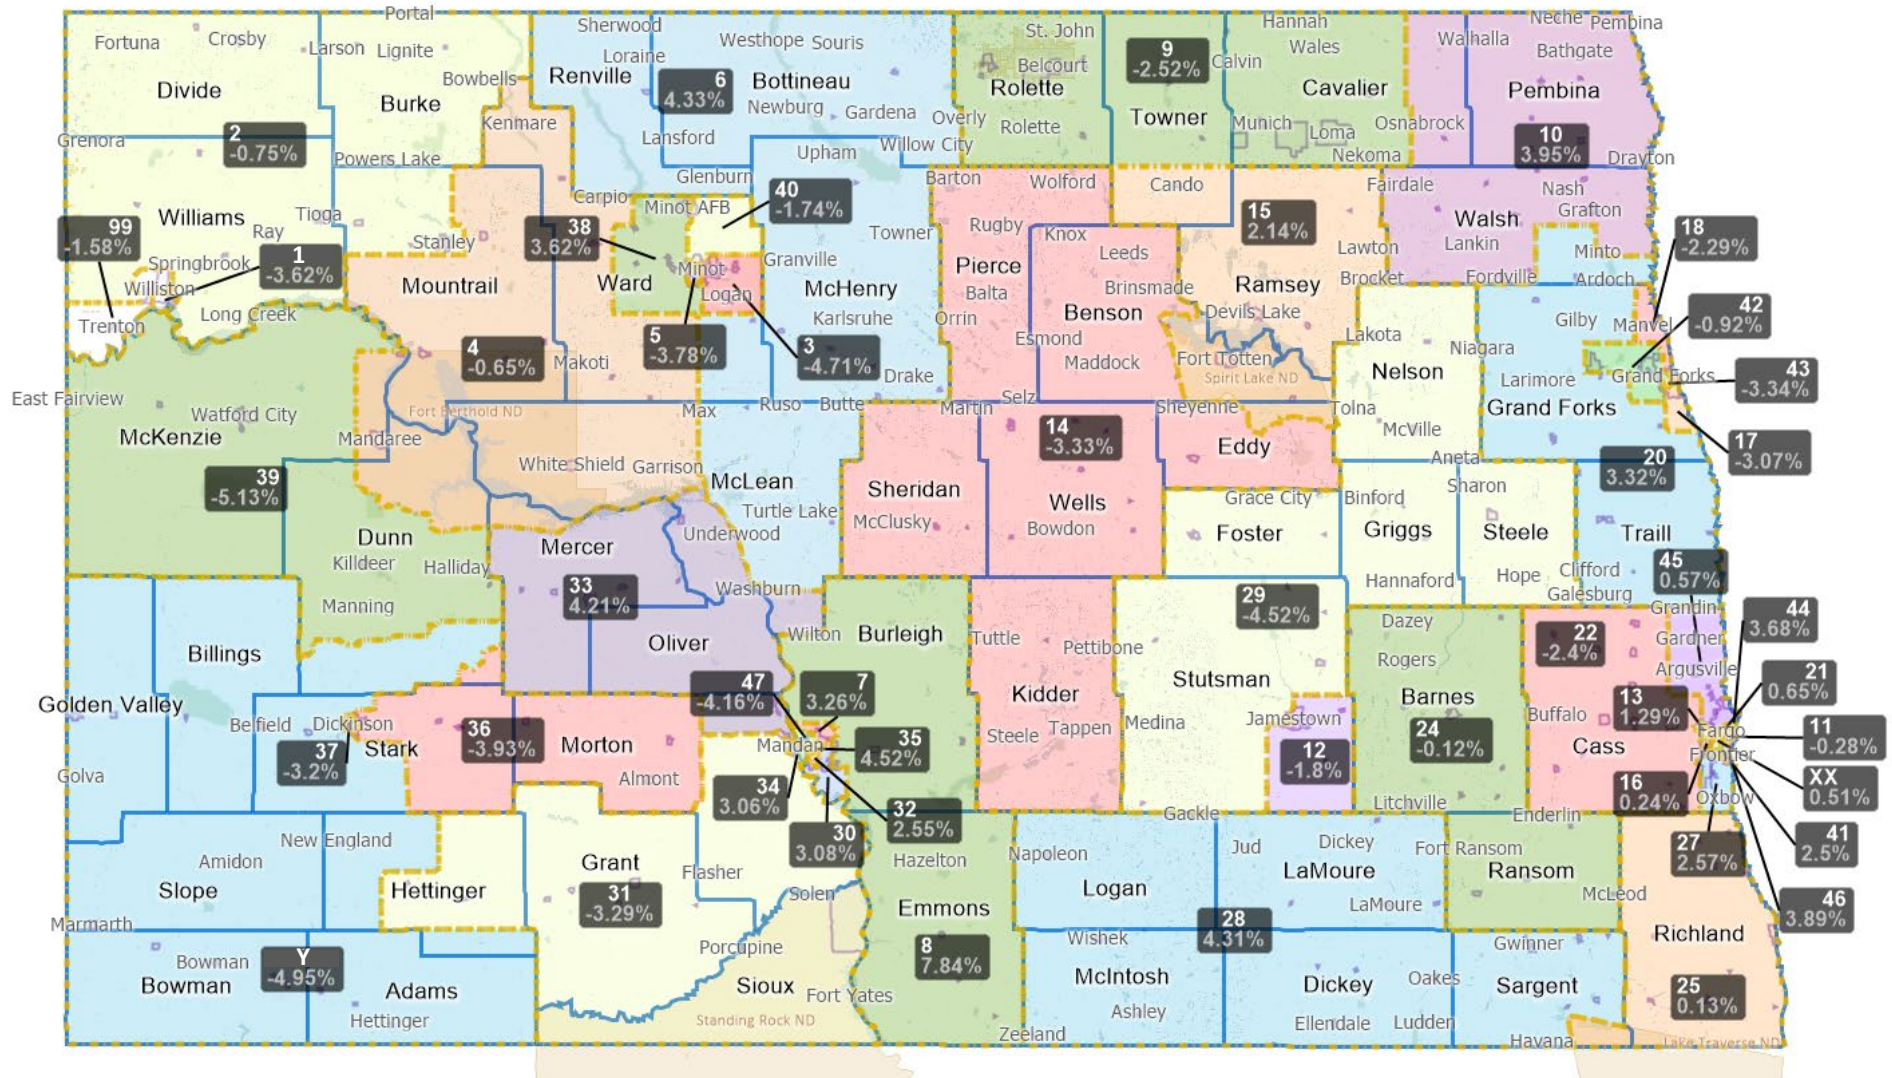 Portal
Fortuna
Crosby
Larson
Lignite
Bowbells
Divide
Burke
Sherwood
Loraine
Renville
Westhope
Souris
6
4.33%
Bottineau
Newburg
Gardena
Overly
Lansford
Willow City
Upham
Glenburn
St. John
Belcourt
Rolette
Rolette
9
-2.52%
Towner
Hannah
Wales
Calvin
Cavalier
Munich
Loma
Nekoma
Osnabrock
Neche
Pembina
Walhalla
Bathgate
Pembina
10
3.95%
Drayton
Grenora
2
-0.75%
Powers Lake
Kenmare
Williams
Tioga
Ray
99
-1.58%
1
-3.62%
Springbrook
Williston
Trenton
Long Creek
Stanley
Mountrail
Carpio
Minot AFB
38
3.62%
40
-1.74%
Minot
Ward
Logan
Granville
Towner
McHenry
Karlsruhe
5
-3.78%
3
-4.71%
4
-0.65%
Makoti
Drake
Barton
Wolford
Rugby
Knox
Pierce
Balta
Orrin
Leeds
Brinsmade
Benson
Esmond
Maddock
Cando
15
2.14%
Ramsey
Devils Lake
Fort Totten
Spirit Lake ND
Lawton
Brocket
Lakota
Fairdale
Nash
Grafton
Walsh
Lankin
Minto
Fordville
Ardoch
18
-2.29%
42
-0.92%
43
-3.34%
17
-3.07%
Gilby
Manvel
Niagara
Larimore
Grand Forks
Grand Forks
Nelson
Tolna
McVille
Aneta
20
3.32%
East Fairview
Watford City
McKenzie
Fort Berthold ND
Mandaree
39
-5.13%
White Shield
Garrison
Max
Ruso
Butte
McLean
Turtle Lake
Underwood
Martin
Selz
14
-3.33%
Sheyenne
Eddy
Sheridan
McClusky
Wells
Bowdon
Grace City
Foster
Binford
Griggs
Hannaford
Sharon
Steele
Hope
Traill
Clifford
Galesburg
45
0.57%
Grandin
Gardner
Argusville
44
3.68%
21
0.65%
11
-0.28%
XX
0.51%
41
2.5%
46
3.89%
Dunn
Killdeer
Halliday
Manning
Mercer
33
4.21%
Oliver
Washburn
Wilton
Burleigh
47
-4.16%
7
3.26%
35
4.52%
Mandan
34
3.06%
30
3.08%
32
2.55%
Tuttle
Pettibone
Kidder
Steele
Tappen
29
-4.52%
Stutsman
Medina
Jamestown
12
-1.8%
Dazey
Rogers
Barnes
24
-0.12%
Litchville
22
-2.4%
13
1.29%
Buffalo
Cass
Fargo
Frontier
16
0.24%
Oxbow
Enderlin
27
2.57%
Billings
Golden Valley
Belfield
Dickinson
37
-3.2%
Stark
36
-3.93%
Morton
Almont
Golva
New England
Amidon
Slope
Marmarth
Hettinger
Grant
31
-3.29%
Flasher
Solen
Porcupine
Hazelton
Emmons
8
7.84%
Bowman
Bowman
Y
-4.95%
Adams
Hettinger
Sioux
Fort Yates
Standing Rock ND
Zeeland
Gackle
Napoleon
Logan
Jud
Dickey
LaMoure
LaMoure
28
4.31%
Wishek
McIntosh
Ashley
Dickey
Oakes
Ellendale
Ludden
Fort Ransom
Ransom
McLeod
Gwinner
Sargent
Havana
Richland
25
0.13%
Lake Traverse ND